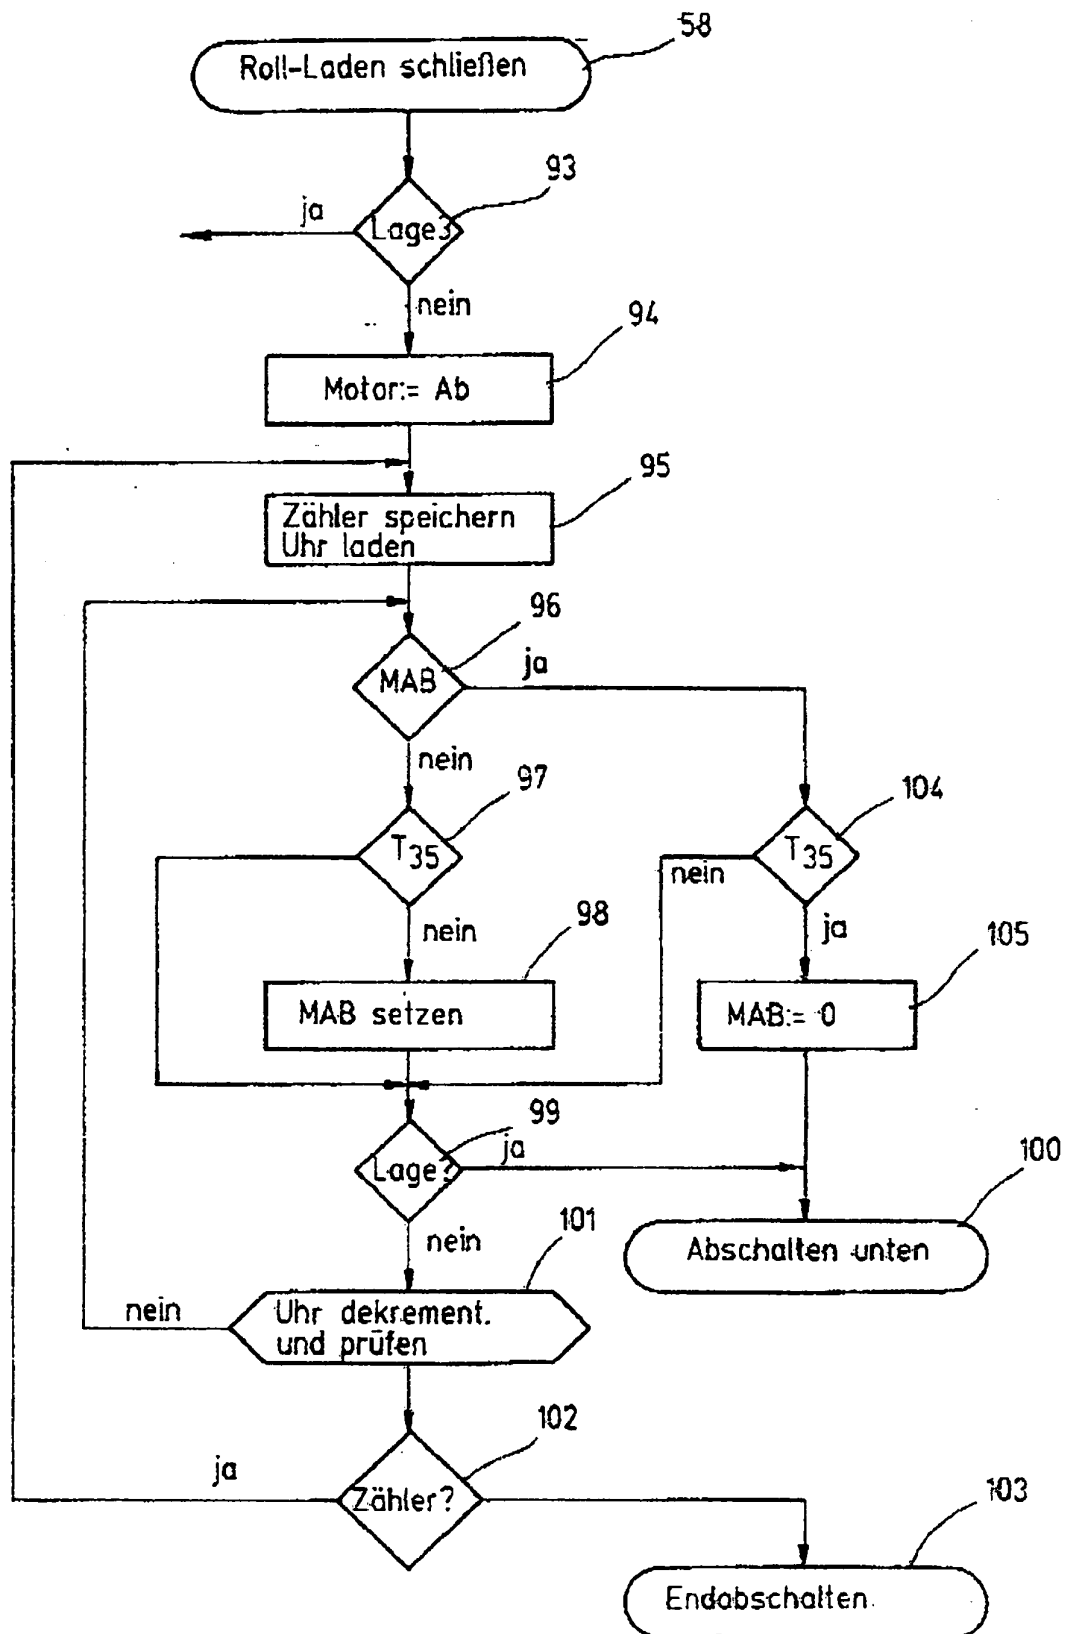 58
Roll-Laden schließen
93
ja
Lage?
nein
94
Motor:= Ab
95
Zähler speichern
Uhr laden
96
MAB
ja
nein
97
104
T35
T35
nein
nein
98
ja
105
MAB setzen
MAB:= 0
99
Lage?
ja
100
nein
101
Abschalten unten
nein
Uhr dekrement.
und prüfen
102
ja
Zähler?
103
Endabschalten